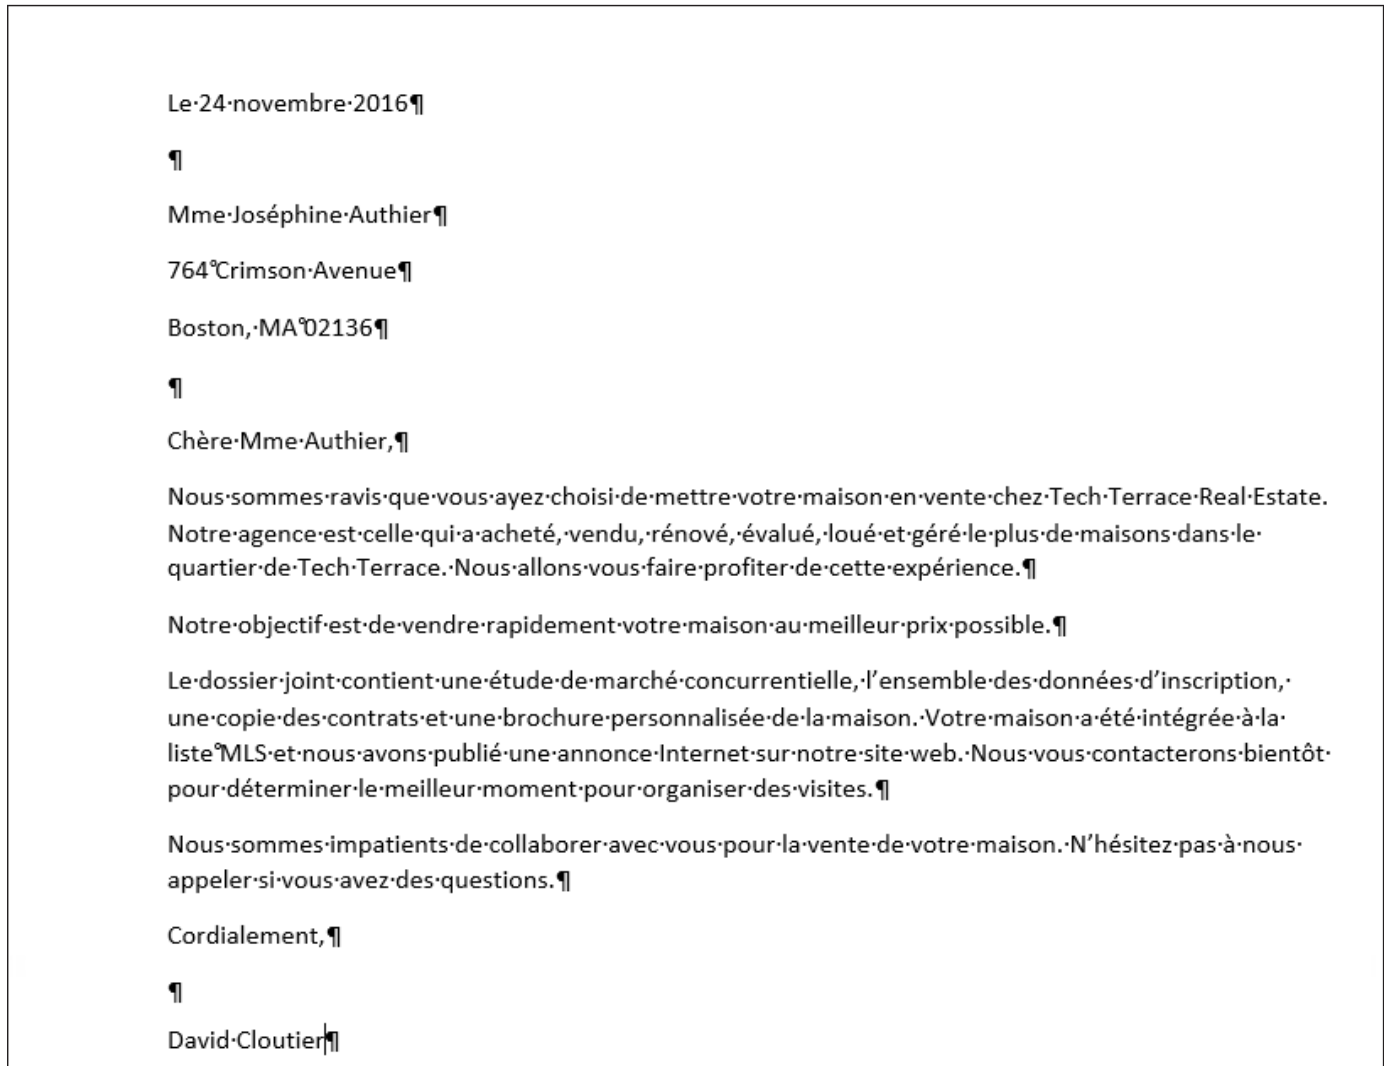 Le·24·novembre·2016¶
¶
Mme·Joséphine·Authier¶
764°Crimson·Avenue¶
Boston,·MA°02136¶
¶
Chère·Mme·Authier,¶
Nous·sommes·ravis·que·vous·ayez·choisi·de·mettre·votre·maison·en·vente·chez·Tech·Terrace·Real·Estate.
Notre·agence·est·celle·qui·a·acheté,·vendu,·rénové,·évalué,·loué·et·géré·le·plus·de·maisons·dans·le·
quartier·de·Tech·Terrace.·Nous·allons·vous·faire·profiter·de·cette·expérience.¶
Notre·objectif·est·de·vendre·rapidement·votre·maison·au·meilleur·prix·possible.¶
Le·dossier·joint·contient·une·étude·de·marché·concurrentielle,·l’ensemble·des·données·d’inscription,·
une·copie·des·contrats·et·une·brochure·personnalisée·de·la·maison.·Votre·maison·a·été·intégrée·à·la·
liste°MLS·et·nous·avons·publié·une·annonce·Internet·sur·notre·site·web.·Nous·vous·contacterons·bientôt·
pour·déterminer·le·meilleur·moment·pour·organiser·des·visites.¶
Nous·sommes·impatients·de·collaborer·avec·vous·pour·la·vente·de·votre·maison.·N’hésitez·pas·à·nous·
appeler·si·vous·avez·des·questions.¶
Cordialement,¶
¶
David·Cloutier¶